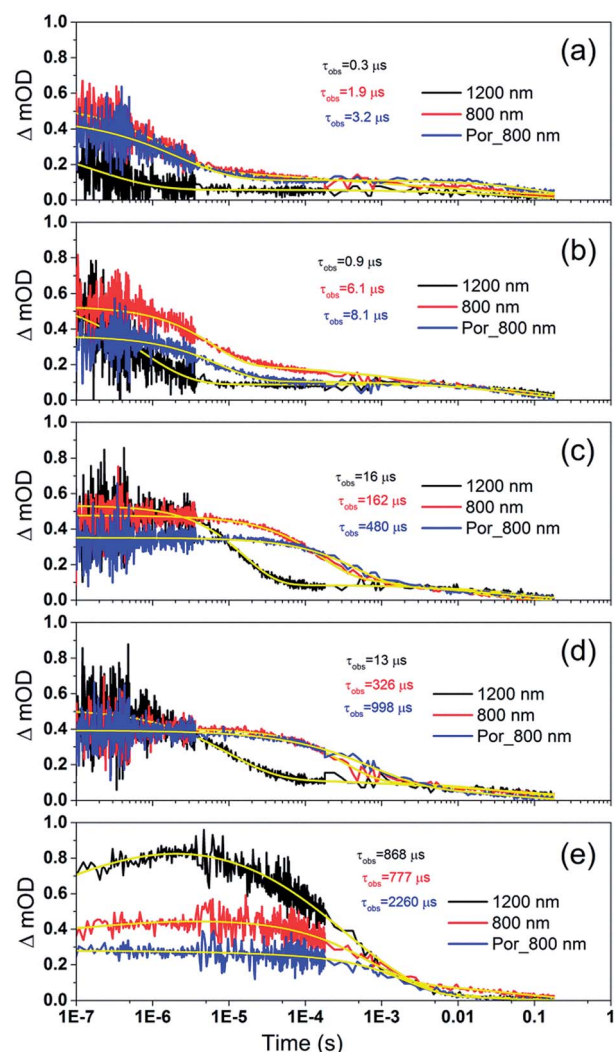 1.0
0.8
0.6
0.4
0.2
0.0
Δ mOD
(a)
τobs=0.3 μs
τobs=1.9 μs
τobs=3.2 μs
1200 nm
800 nm
Por_800 nm
1.0
0.8
0.6
0.4
0.2
0.0
Δ mOD
(b)
τobs=0.9 μs
τobs=6.1 μs
τobs=8.1 μs
1200 nm
800 nm
Por_800 nm
1.0
0.8
0.6
0.4
0.2
0.0
Δ mOD
(c)
τobs=16 μs
τobs=162 μs
τobs=480 μs
1200 nm
800 nm
Por_800 nm
1.0
0.8
0.6
0.4
0.2
0.0
Δ mOD
(d)
τobs=13 μs
τobs=326 μs
τobs=998 μs
1200 nm
800 nm
Por_800 nm
1.0
0.8
0.6
0.4
0.2
0.0
Δ mOD
(e)
τobs=868 μs
τobs=777 μs
τobs=2260 μs
1200 nm
800 nm
Por_800 nm
1E-7 1E-6 1E-5 1E-4 1E-3 0.01 0.1 1
Time (s)